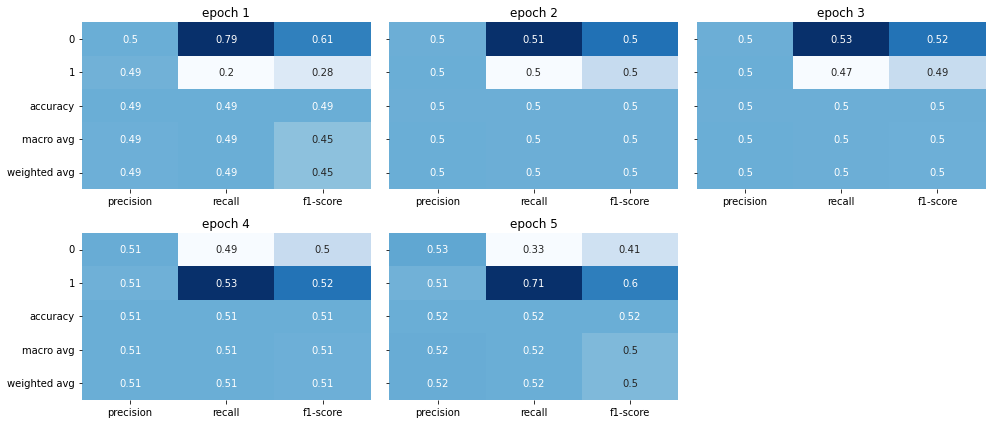 epoch 1 epoch 2 epoch 3
0 0.5 0.79 0.61 0.5 0.51 0.5 0.5 0.53 0.52
1 0.49 0.2 0.28 0.5 0.5 0.5 0.5 0.47 0.49
accuracy 0.49 0.49 0.49 0.5 0.5 0.5 0.5 0.5 0.5
macro avg 0.49 0.49 0.45 0.5 0.5 0.5 0.5 0.5 0.5
weighted avg 0.49 0.49 0.45 0.5 0.5 0.5 0.5 0.5 0.5
precision recall f1-score precision recall f1-score precision recall f1-score
epoch 4 epoch 5
0 0.51 0.49 0.5 0.53 0.33 0.41
1 0.51 0.53 0.52 0.51 0.71 0.6
accuracy 0.51 0.51 0.51 0.52 0.52 0.52
macro avg 0.51 0.51 0.51 0.52 0.52 0.5
weighted avg 0.51 0.51 0.51 0.52 0.52 0.5
precision recall f1-score precision recall f1-score